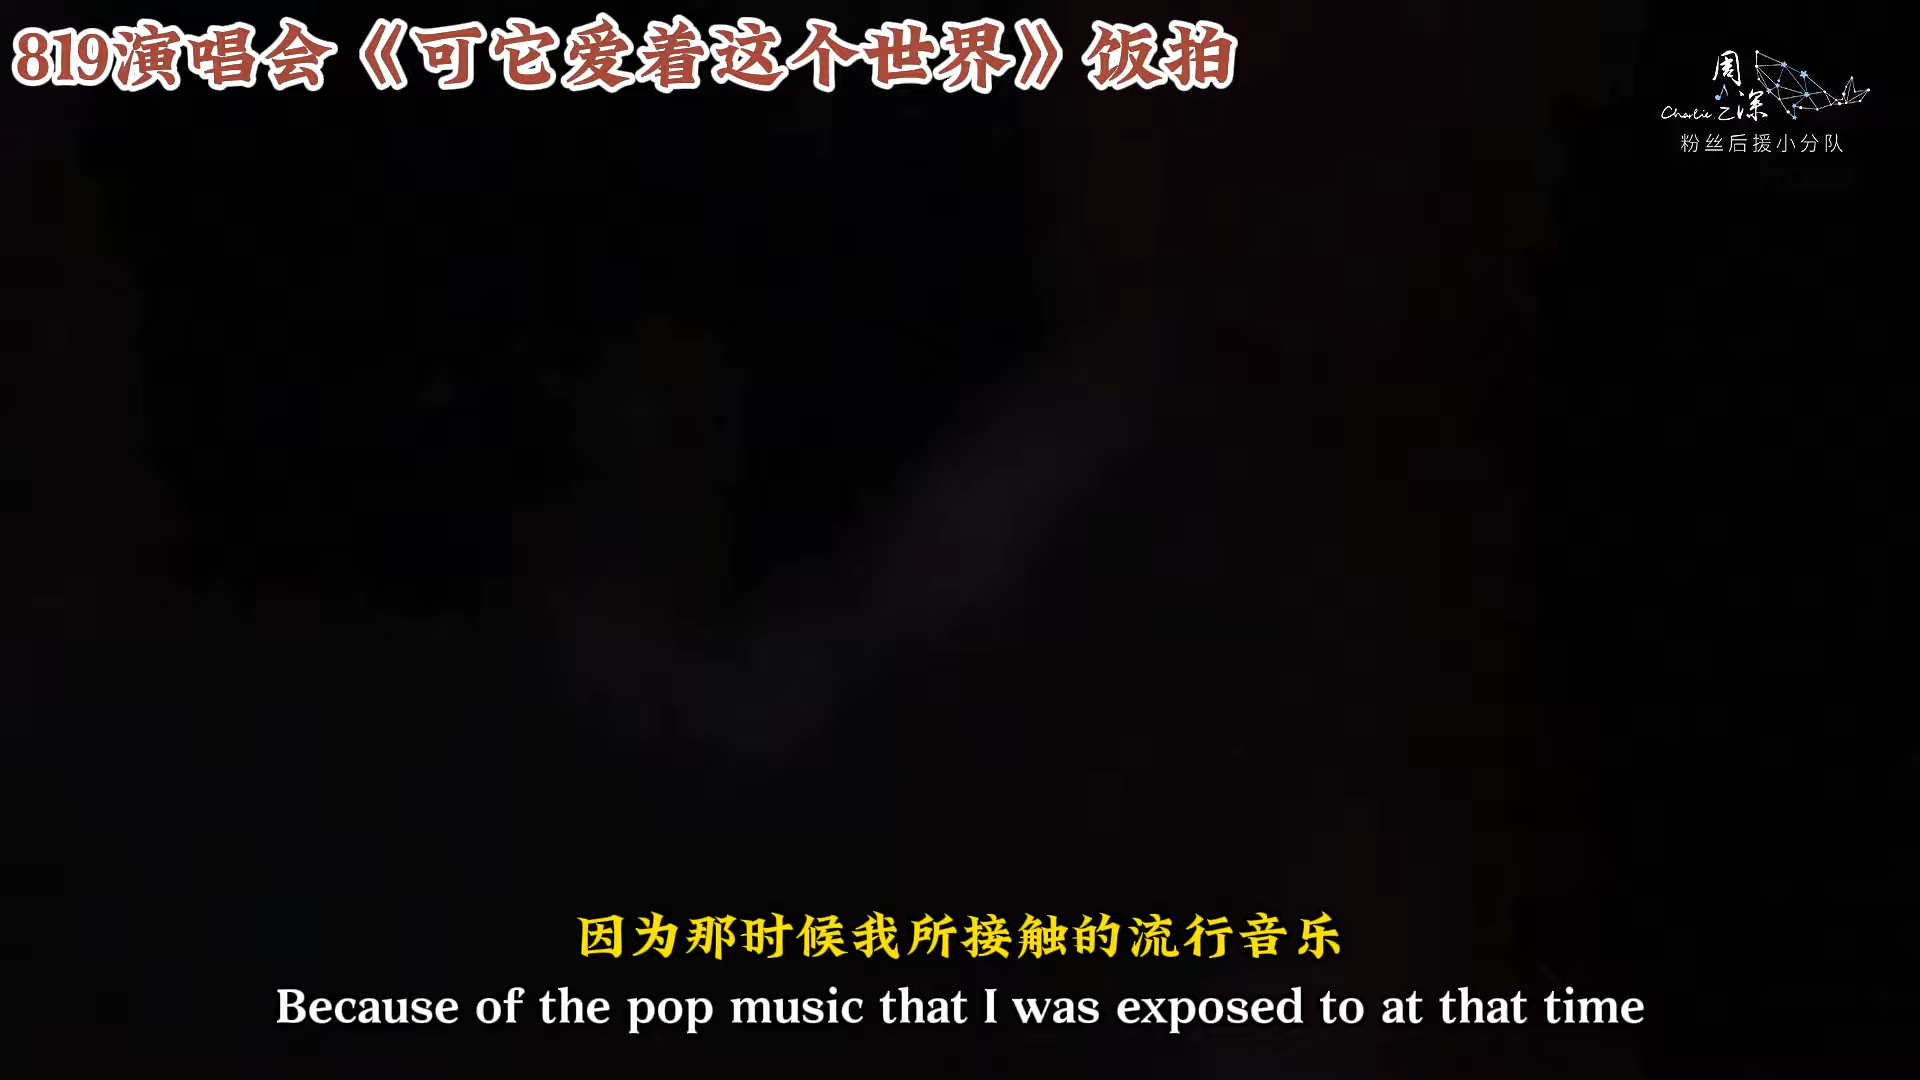 819演唱会《可它爱着这个世界》饭拍
周深
Charlie.乙
粉丝后援小分队
因为那时候我所接触的流行音乐
Because of the pop music that I was exposed to at that time